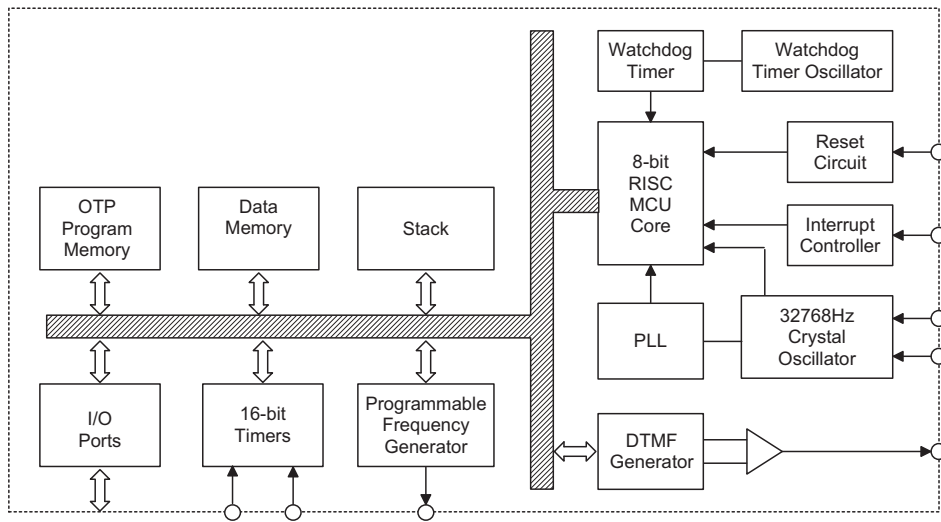 Watchdog
Timer
Watchdog
Timer Oscillator
8-bit
RISC
MCU
Core
Reset
Circuit
OTP
Program
Memory
Data
Memory
Stack
Interrupt
Controller
PLL
32768Hz
Crystal
Oscillator
I/O
Ports
16-bit
Timers
Programmable
Frequency
Generator
DTMF
Generator